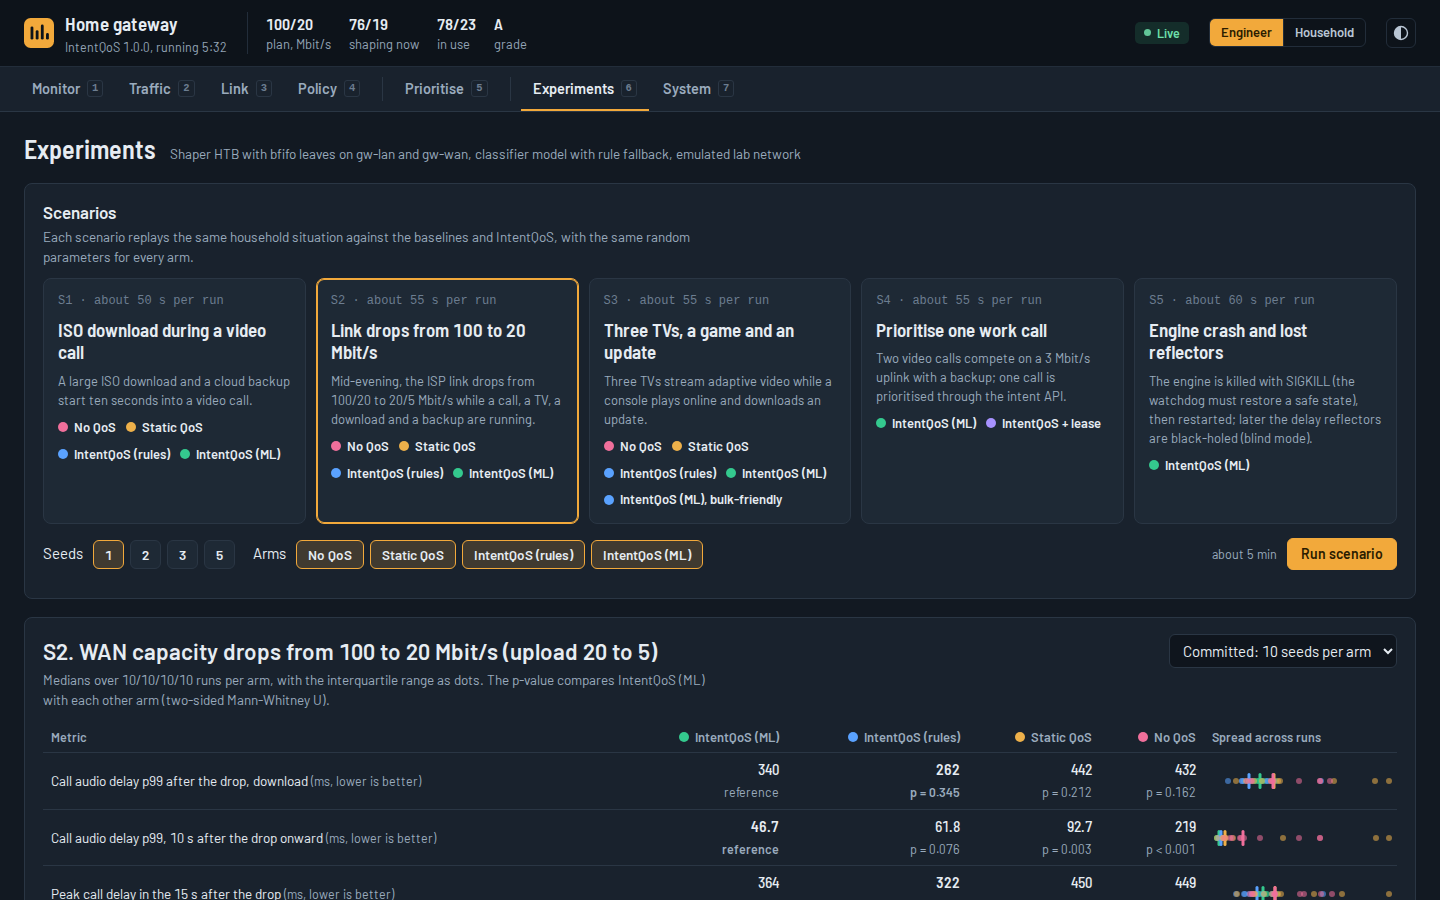 Home gateway
IntentQoS 1.0.0, running 5:32
100/20
plan, Mbit/s
76/19
shaping now
78/23
in use
A
grade
Live
Engineer
Household
Monitor 1
Traffic 2
Link 3
Policy 4
Prioritise 5
Experiments 6
System 7
Experiments
Shaper HTB with bfifo leaves on gw-lan and gw-wan, classifier model with rule fallback, emulated lab network
Scenarios
Each scenario replays the same household situation against the baselines and IntentQoS, with the same random
parameters for every arm.
S1 · about 50 s per run
ISO download during a video
call
A large ISO download and a cloud backup
start ten seconds into a video call.
No QoS Static QoS
IntentQoS (rules) IntentQoS (ML)
S2 · about 55 s per run
Link drops from 100 to 20
Mbit/s
Mid-evening, the ISP link drops from
100/20 to 20/5 Mbit/s while a call, a TV, a
download and a backup are running.
No QoS Static QoS
IntentQoS (rules) IntentQoS (ML)
S3 · about 55 s per run
Three TVs, a game and an
update
Three TVs stream adaptive video while a
console plays online and downloads an
update.
No QoS Static QoS
IntentQoS (rules) IntentQoS (ML)
IntentQoS (ML), bulk-friendly
S4 · about 55 s per run
Prioritise one work call
Two video calls compete on a 3 Mbit/s
uplink with a backup; one call is
prioritised through the intent API.
IntentQoS (ML) IntentQoS + lease
S5 · about 60 s per run
Engine crash and lost
reflectors
The engine is killed with SIGKILL (the
watchdog must restore a safe state),
then restarted; later the delay reflectors
are black-holed (blind mode).
IntentQoS (ML)
Seeds 1 2 3 5 Arms No QoS Static QoS IntentQoS (rules) IntentQoS (ML) about 5 min Run scenario
S2. WAN capacity drops from 100 to 20 Mbit/s (upload 20 to 5)
Committed: 10 seeds per arm
Medians over 10/10/10/10 runs per arm, with the interquartile range as dots. The p-value compares IntentQoS (ML)
with each other arm (two-sided Mann-Whitney U).
Metric IntentQoS (ML) IntentQoS (rules) Static QoS No QoS Spread across runs
Call audio delay p99 after the drop, download (ms, lower is better)
340 262 442 432
reference p = 0.345 p = 0.212 p = 0.162
Call audio delay p99, 10 s after the drop onward (ms, lower is better)
46.7 61.8 92.7 219
reference p = 0.076 p = 0.003 p < 0.001
Peak call delay in the 15 s after the drop (ms, lower is better)
364 322 450 449